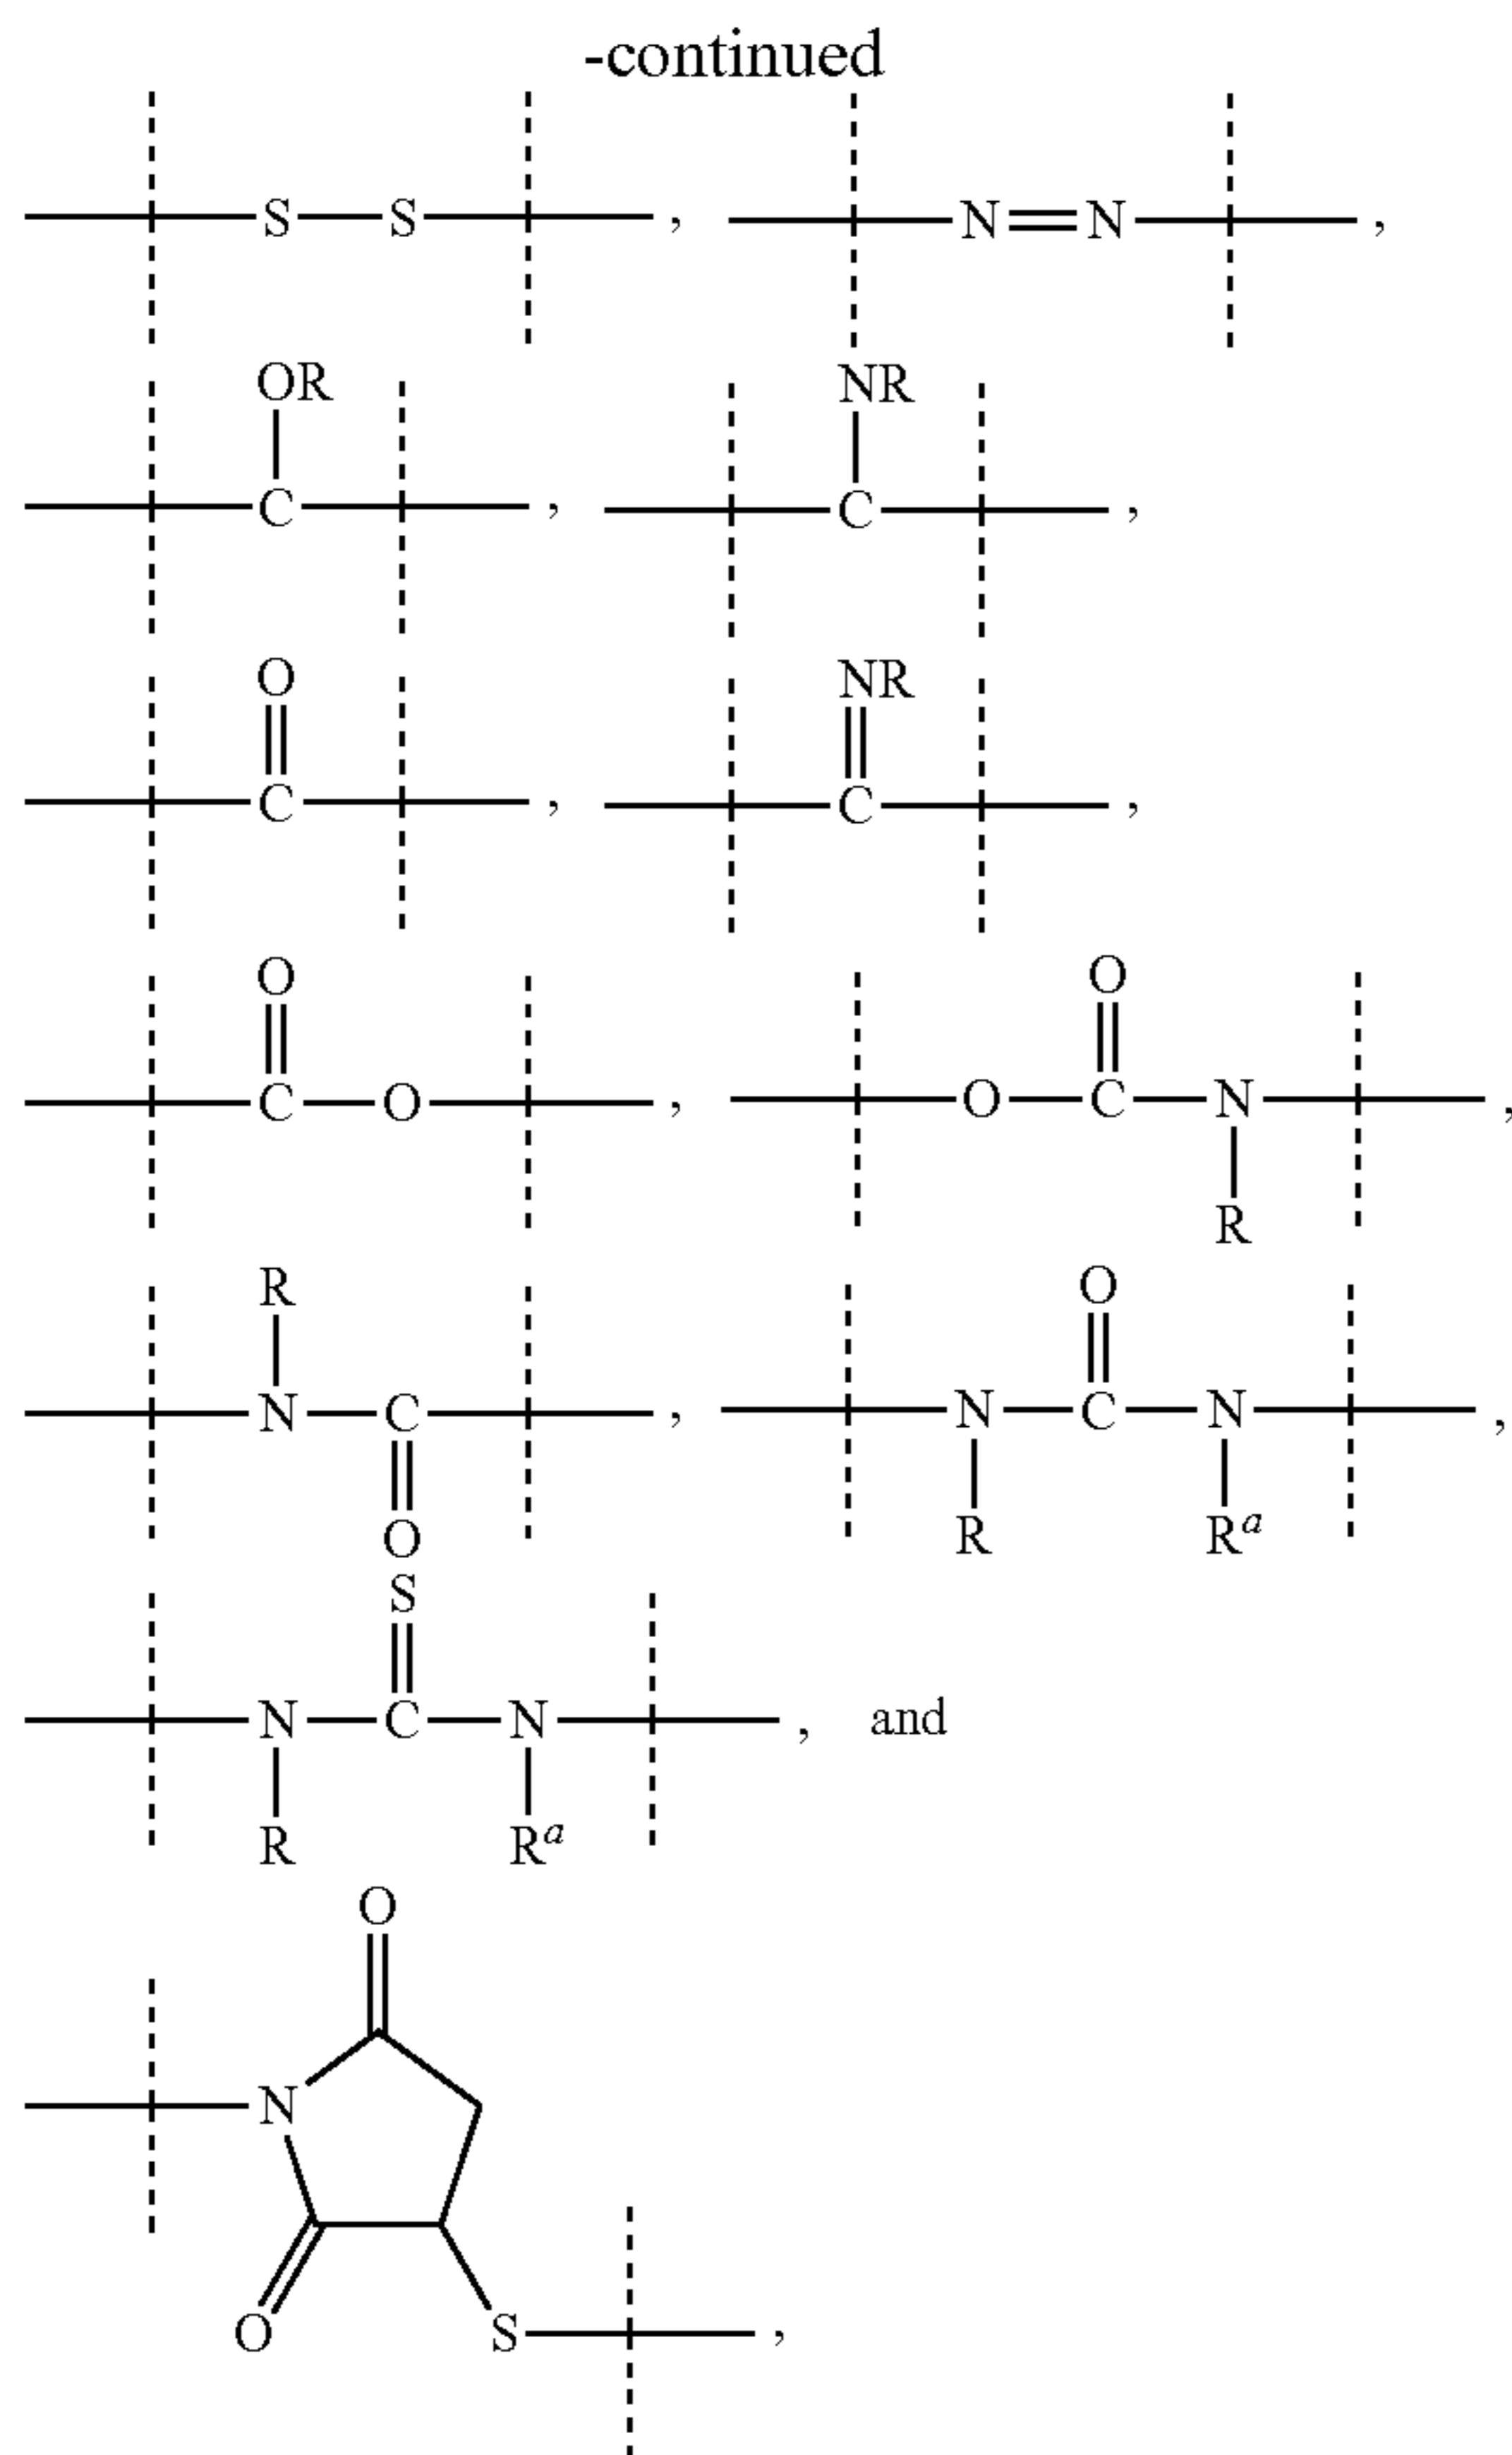 -continued
S S , N N ,
OR NR
C , C ,
O NR
C , C ,
O O
C O , O C N ,
R
R O
N C , N C N ,
O R Rᵃ
S
N C N , and
R Rᵃ
O
N
O S ,